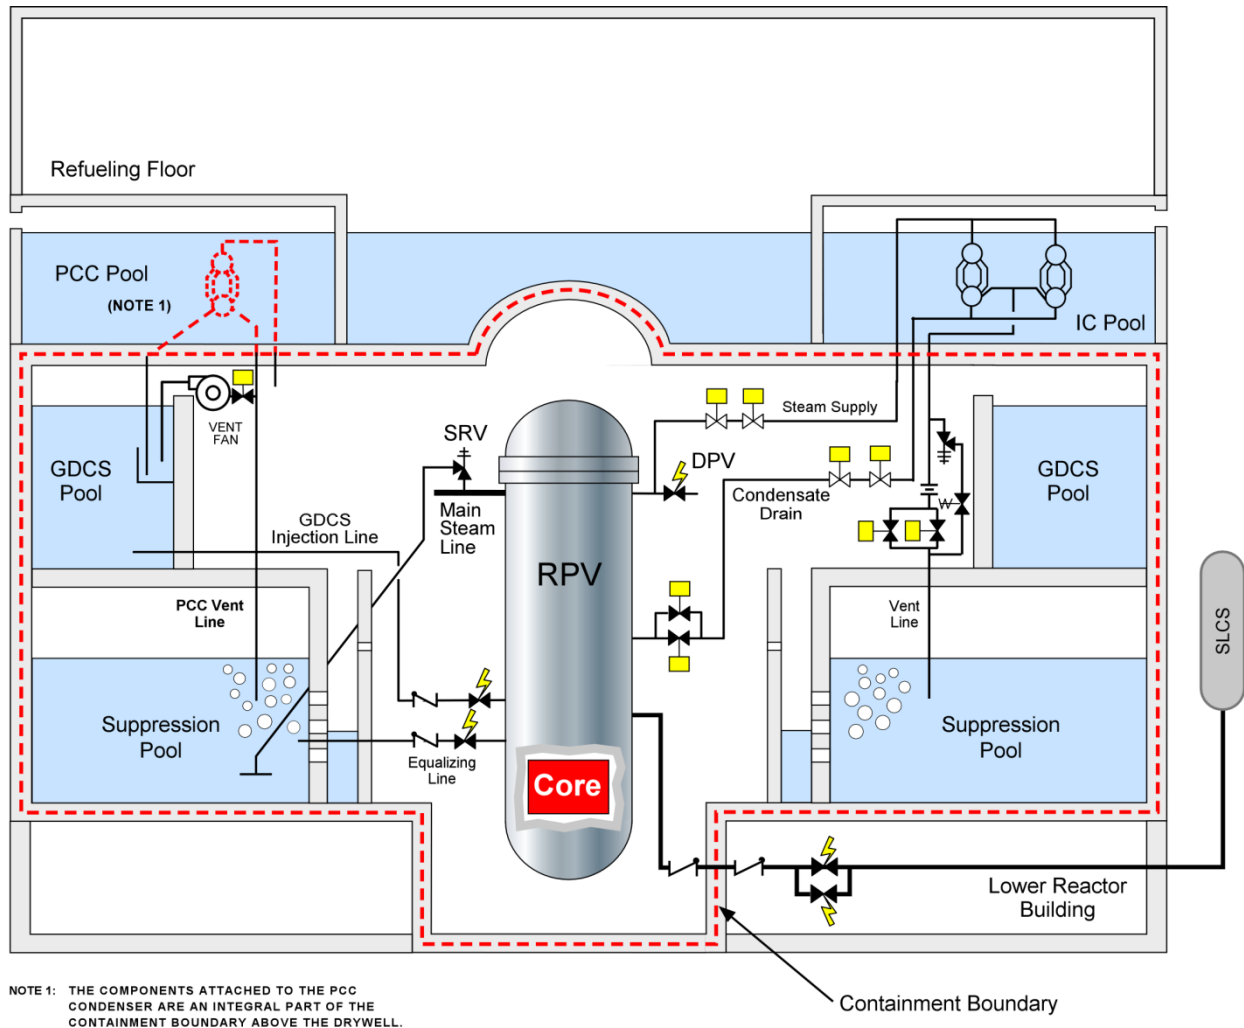 Refueling Floor
PCC Pool
(NOTE 1)
IC Pool
VENT
FAN
GDCS
Pool
SRV
Main
Steam
Line
Steam Supply
DPV
Condensate
Drain
GDCS
Pool
GDCS
Injection Line
RPV
PCC Vent
Line
Vent
Line
SLCS
Suppression
Pool
Equalizing
Line
Core
Suppression
Pool
Lower Reactor
Building
Containment Boundary
NOTE 1: THE COMPONENTS ATTACHED TO THE PCC
CONDENSER ARE AN INTEGRAL PART OF THE
CONTAINMENT BOUNDARY ABOVE THE DRYWELL.